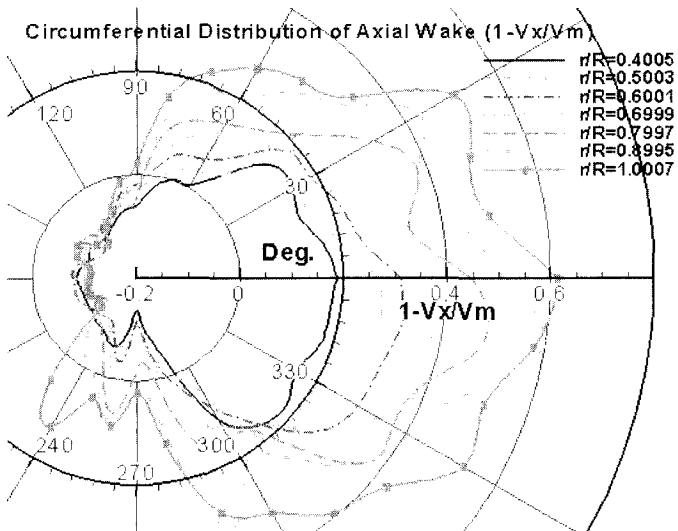 Circumferential Distribution of Axial Wake (1-Vx/Vm)
r/R=0.4005
r/R=0.5003
r/R=0.6001
r/R=0.6999
r/R=0.7997
r/R=0.8995
r/R=1.0007
90
120
60
30
Deg.
-0.2
0
0.4
0.6
1-Vx/Vm
330
240
300
270